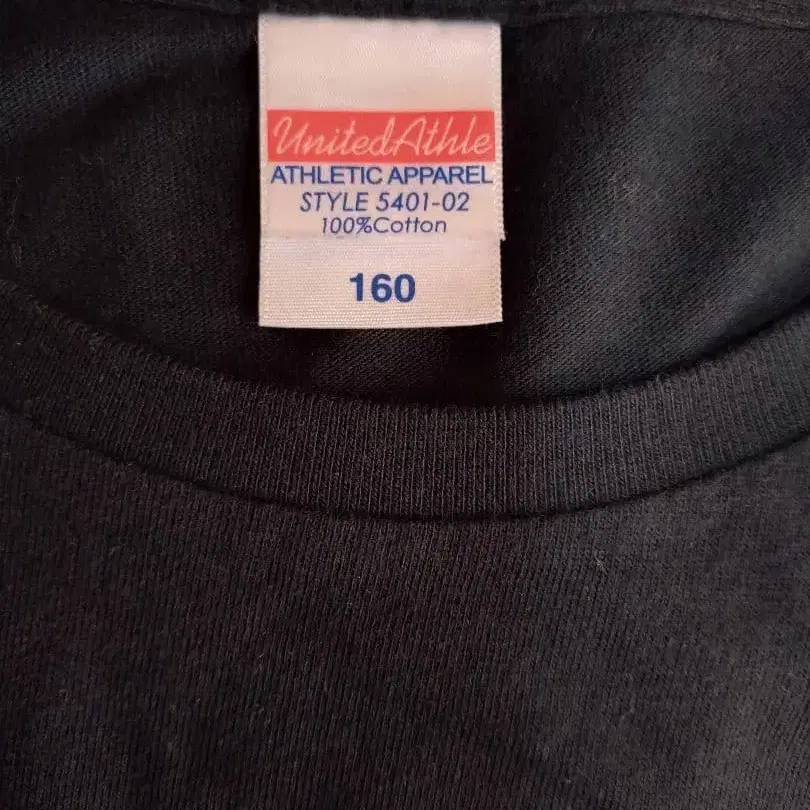 UnitedAthle
ATHLETIC APPAREL
STYLE 5401-02
100%Cotton
160